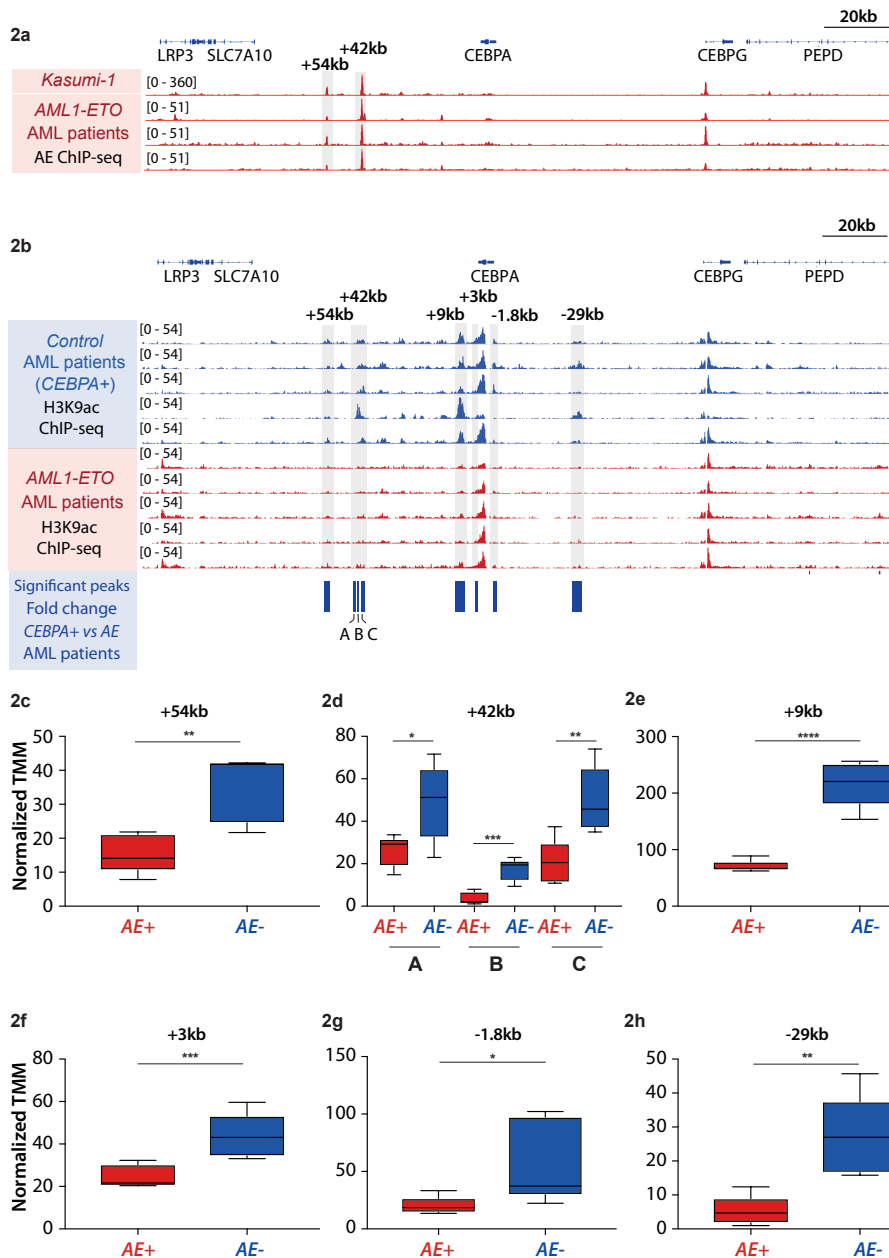 2a
20kb
LRP3 SLC7A10 CEBPA CEBPG PEPD
+54kb +42kb
Kasumi-1
[0 - 360]
AML1-ETO
AML patients
AE ChIP-seq
[0 - 51]
[0 - 51]
[0 - 51]
2b
20kb
LRP3 SLC7A10 CEBPA CEBPG PEPD
+54kb +42kb +9kb +3kb -1.8kb -29kb
Control
AML patients
(CEBPA+)
H3K9ac
ChIP-seq
[0 - 54]
[0 - 54]
[0 - 54]
[0 - 54]
[0 - 54]
AML1-ETO
AML patients
H3K9ac
ChIP-seq
[0 - 54]
[0 - 54]
[0 - 54]
[0 - 54]
[0 - 54]
Significant peaks
Fold change
CEBPA+ vs AE
AML patients
A B C
2c
+54kb
Normalized TMM
50
40
30
20
10
0
**
AE+ AE-
2d
+42kb
80
60
40
20
0
* *** **
AE+ AE- AE+ AE- AE+ AE-
A B C
2e
+9kb
300
200
100
0
****
AE+ AE-
2f
+3kb
Normalized TMM
80
60
40
20
0
***
AE+ AE-
2g
-1.8kb
150
100
50
0
*
AE+ AE-
2h
-29kb
50
40
30
20
10
0
**
AE+ AE-